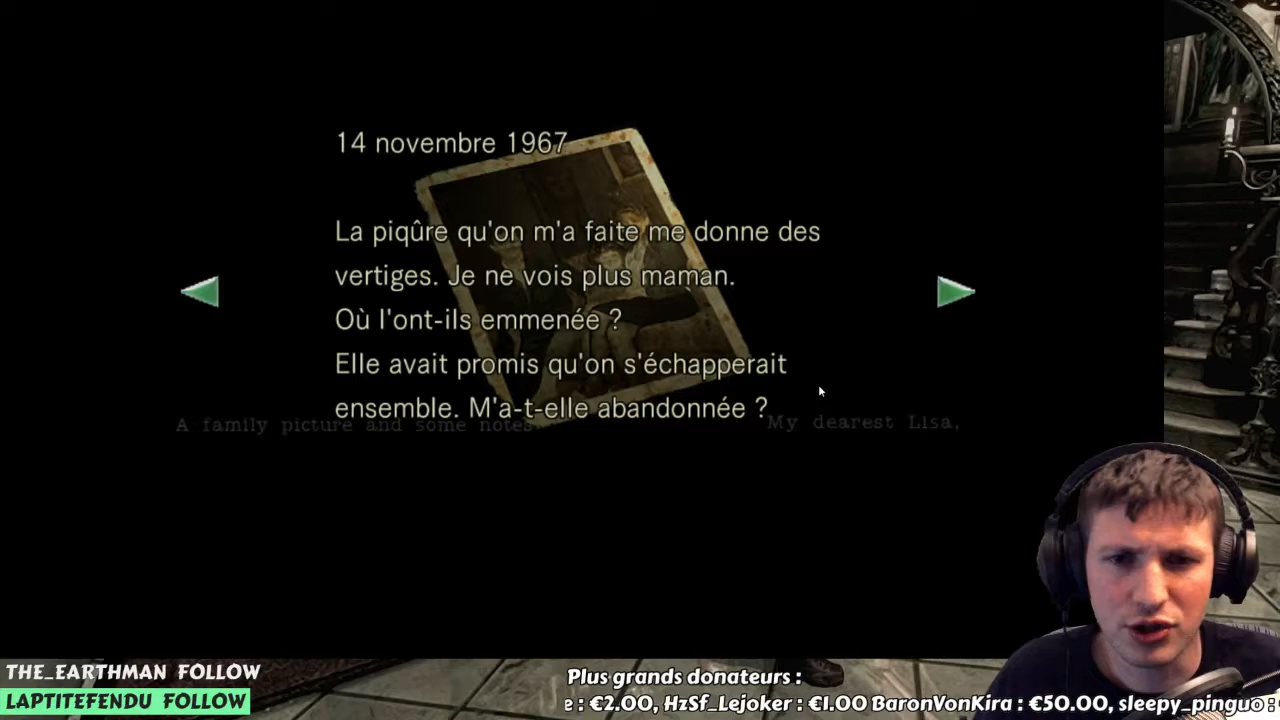 14 novembre 1967
La piqûre qu'on m'a faite me donne des
vertiges. Je ne vois plus maman.
Où l'ont-ils emmenée ?
Elle avait promis qu'on s'échapperait
ensemble. M'a-t-elle abandonnée ?
A family picture and some notes
My dearest Lisa,
THE_EARTHMAN FOLLOW
LAPTITEFENDU FOLLOW
Plus grands donateurs :
e : €2.00, HzSf_Lejoker : €1.00 BaronVonKira : €50.00, sleepy_pinguo :